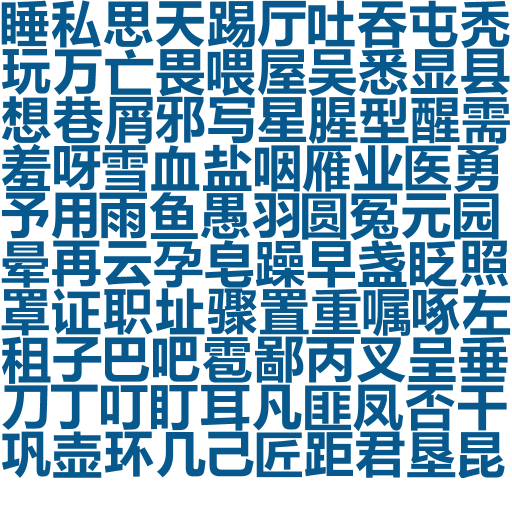 睡私思天踢厅吐吞屯秃
玩万亡畏喂屋吴悉显县
想巷屑邪写星腥型醒需
羞呀雪血盐咽雁业医勇
予用雨鱼愚羽圆冤元园
晕再云孕皂躁早盏眨照
罩证职址骤置重嘱啄左
租子巴吧雹鄙丙叉呈垂
刀丁叮盯耳凡匪凤否干
巩壶环几己匠距君垦昆